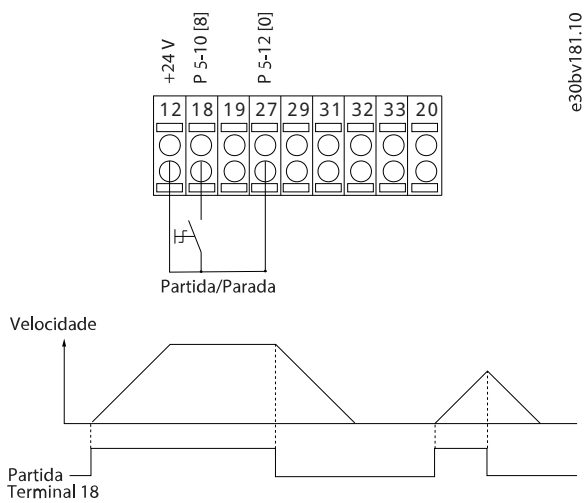 +24 V
P 5-10 [8]
P 5-12 [0]
e30bv181.10
12 18 19 27 29 31 32 33 20
Partida/Parada
Velocidade
Partida
Terminal 18